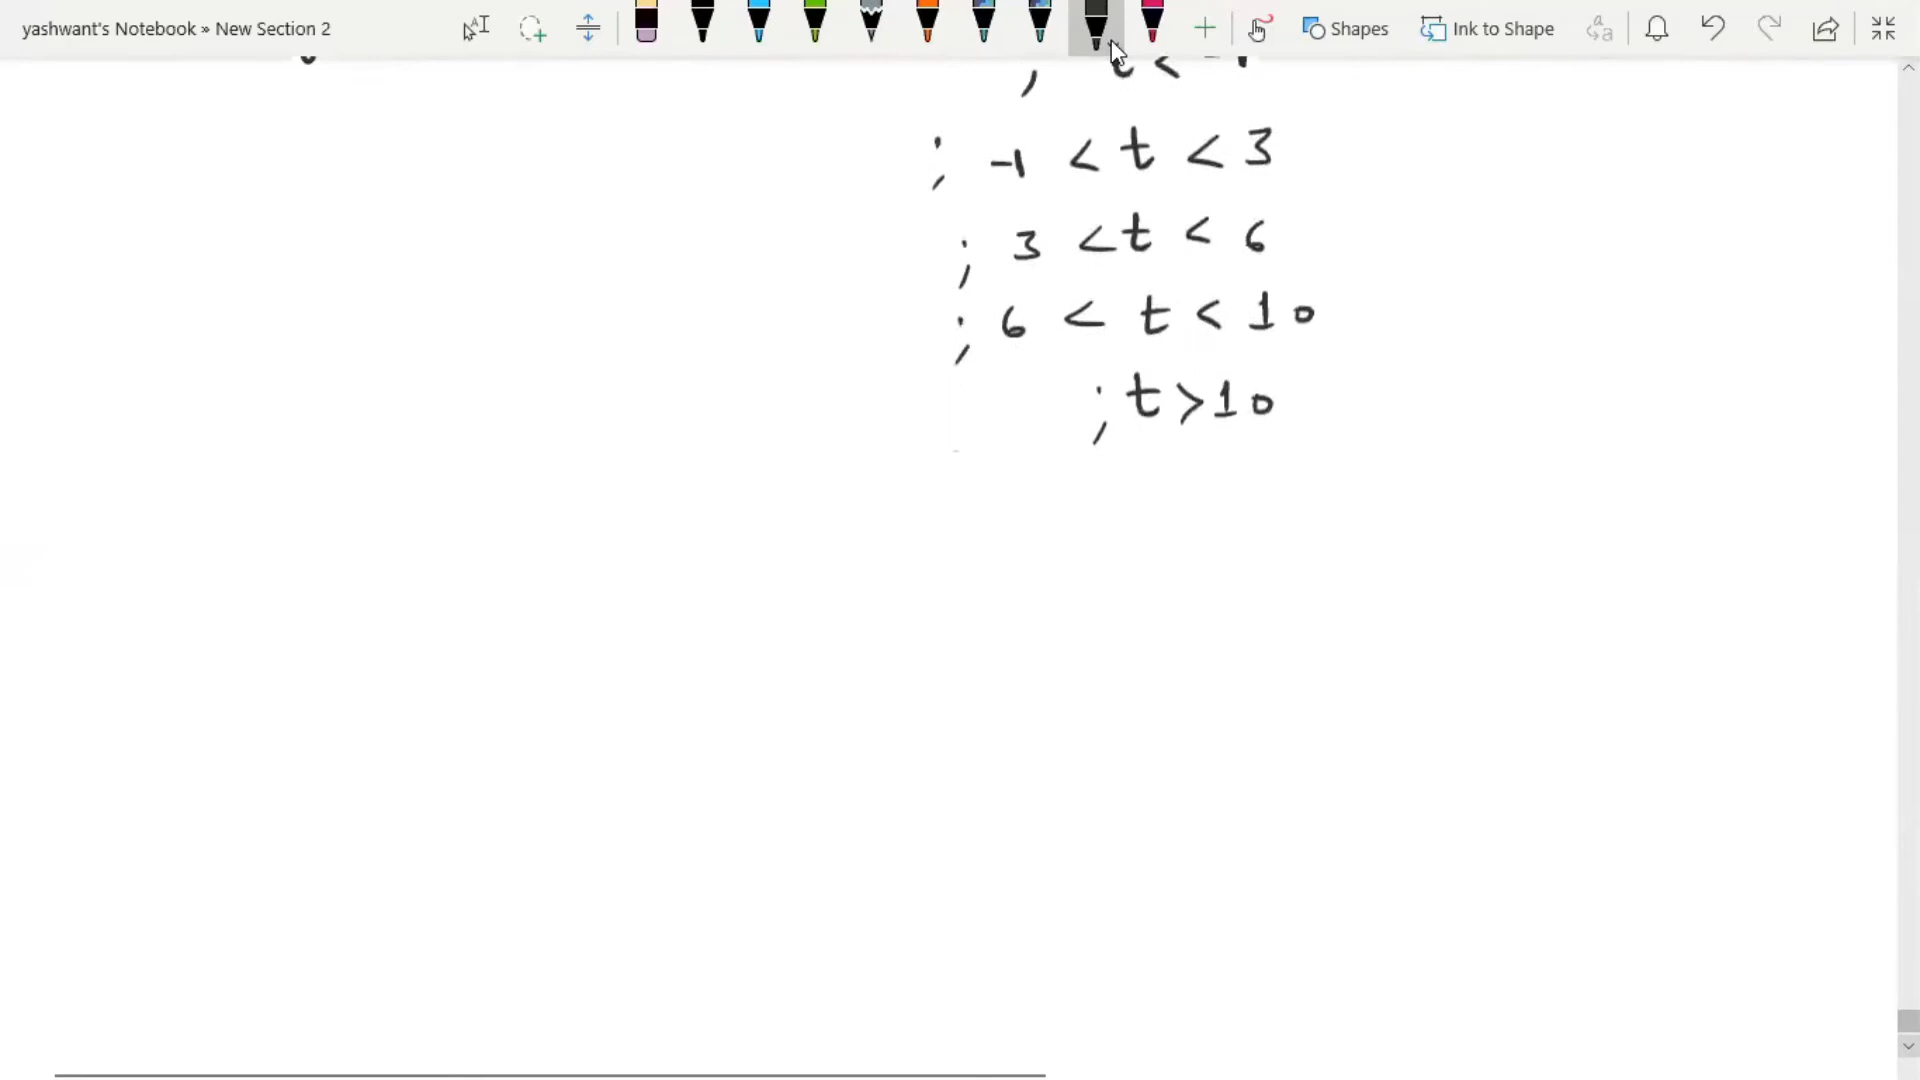 yashwant's Notebook » New Section 2
Shapes
Ink to Shape
; t <
; -1 < t < 3
; 3 < t < 6
; 6 < t < 10
; t > 10